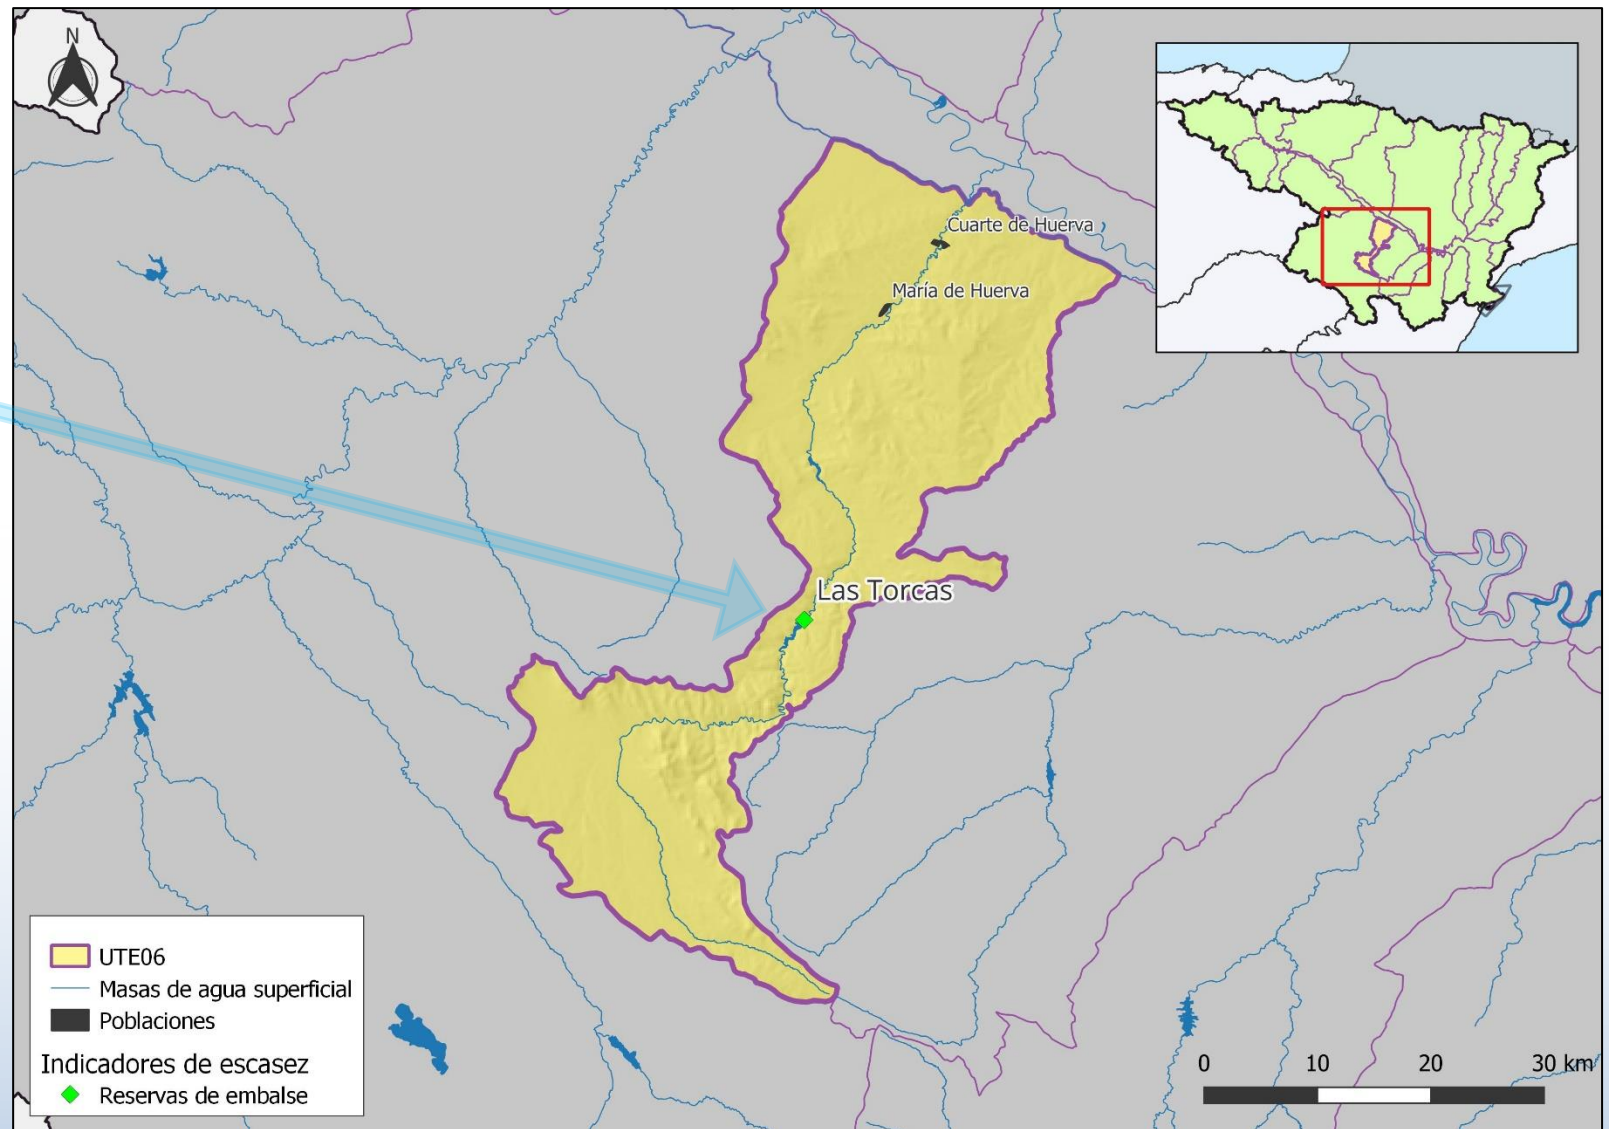 N
Cuarte de Huerva
María de Huerva
Las Torcas
UTE06
Masas de agua superficial
Poblaciones
Indicadores de escasez
Reservas de embalse
0 10 20 30 km